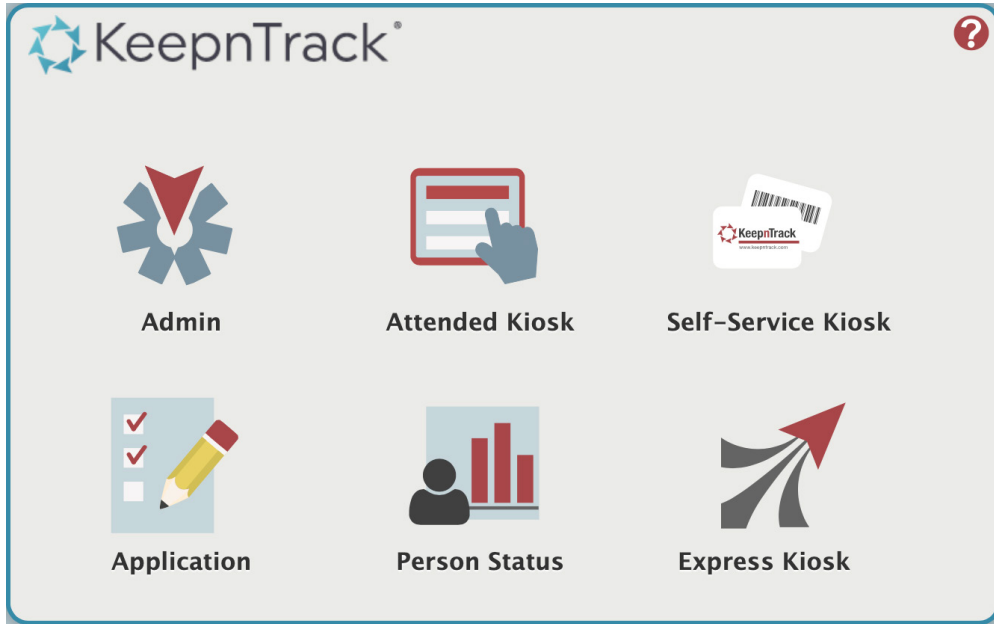 KeepnTrack®
?
KeepnTrack
www.keepntrack.com
Admin
Attended Kiosk
Self-Service Kiosk
Application
Person Status
Express Kiosk